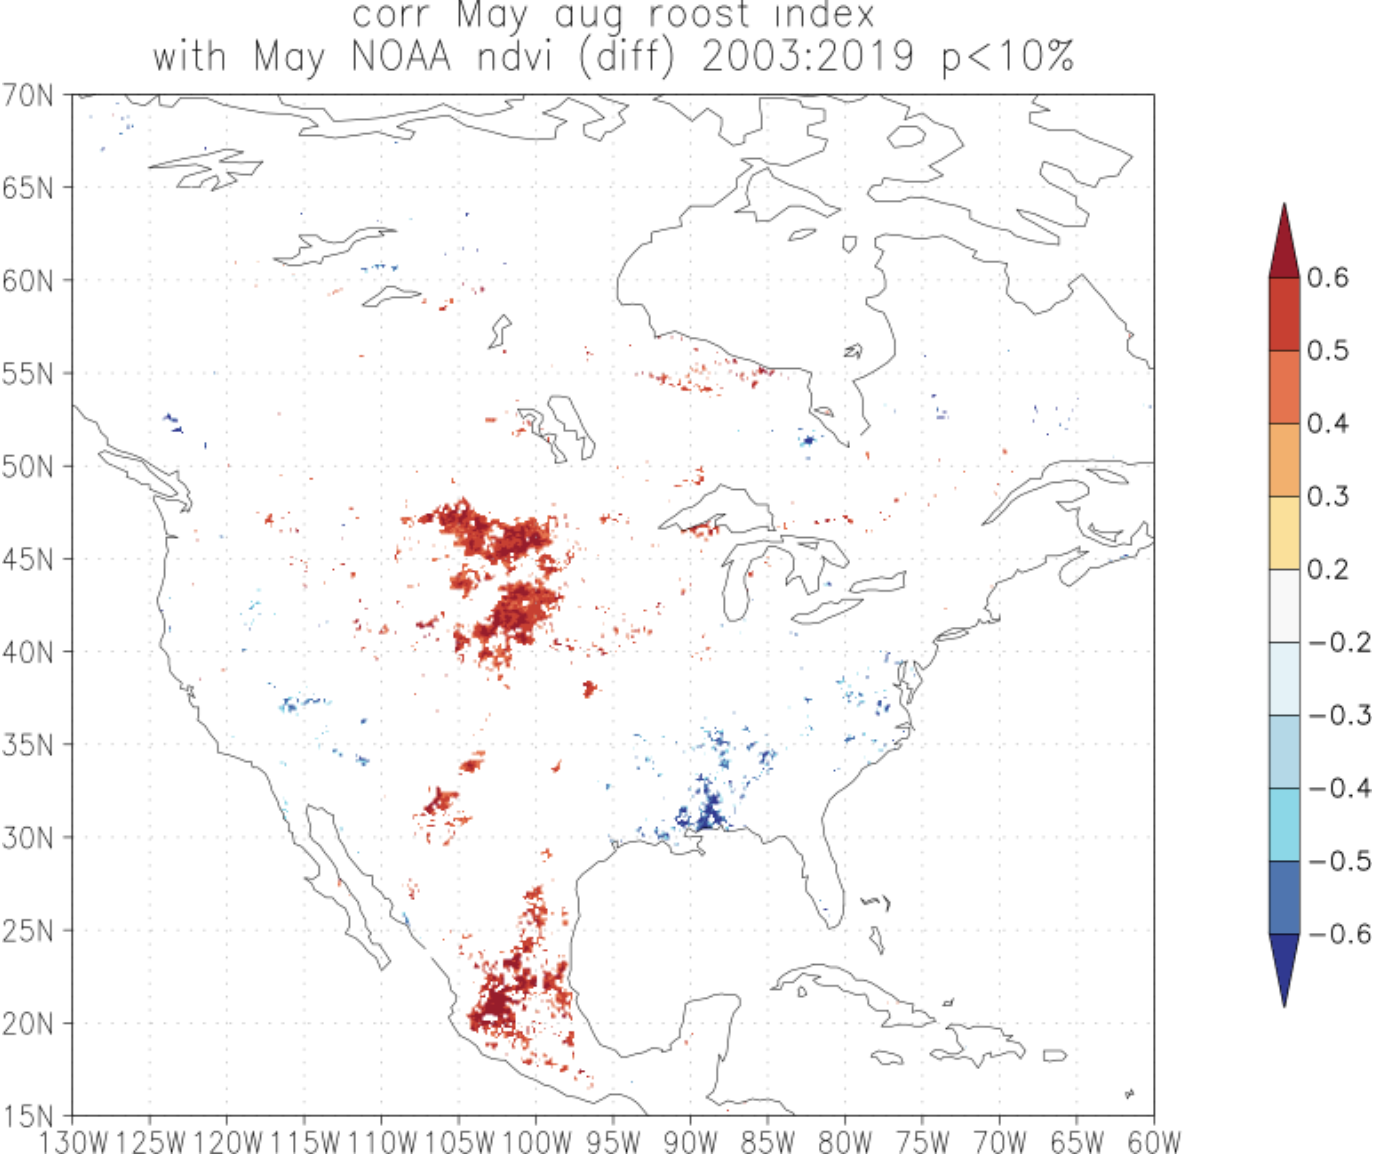 corr May aug roost index
with May NOAA ndvi (diff) 2003:2019 p<10%
70N
65N
60N
55N
50N
45N
40N
35N
30N
25N
20N
15N
130W 125W 120W 115W 110W 105W 100W 95W 90W 85W 80W 75W 70W 65W 60W
0.6
0.5
0.4
0.3
0.2
−0.2
−0.3
−0.4
−0.5
−0.6